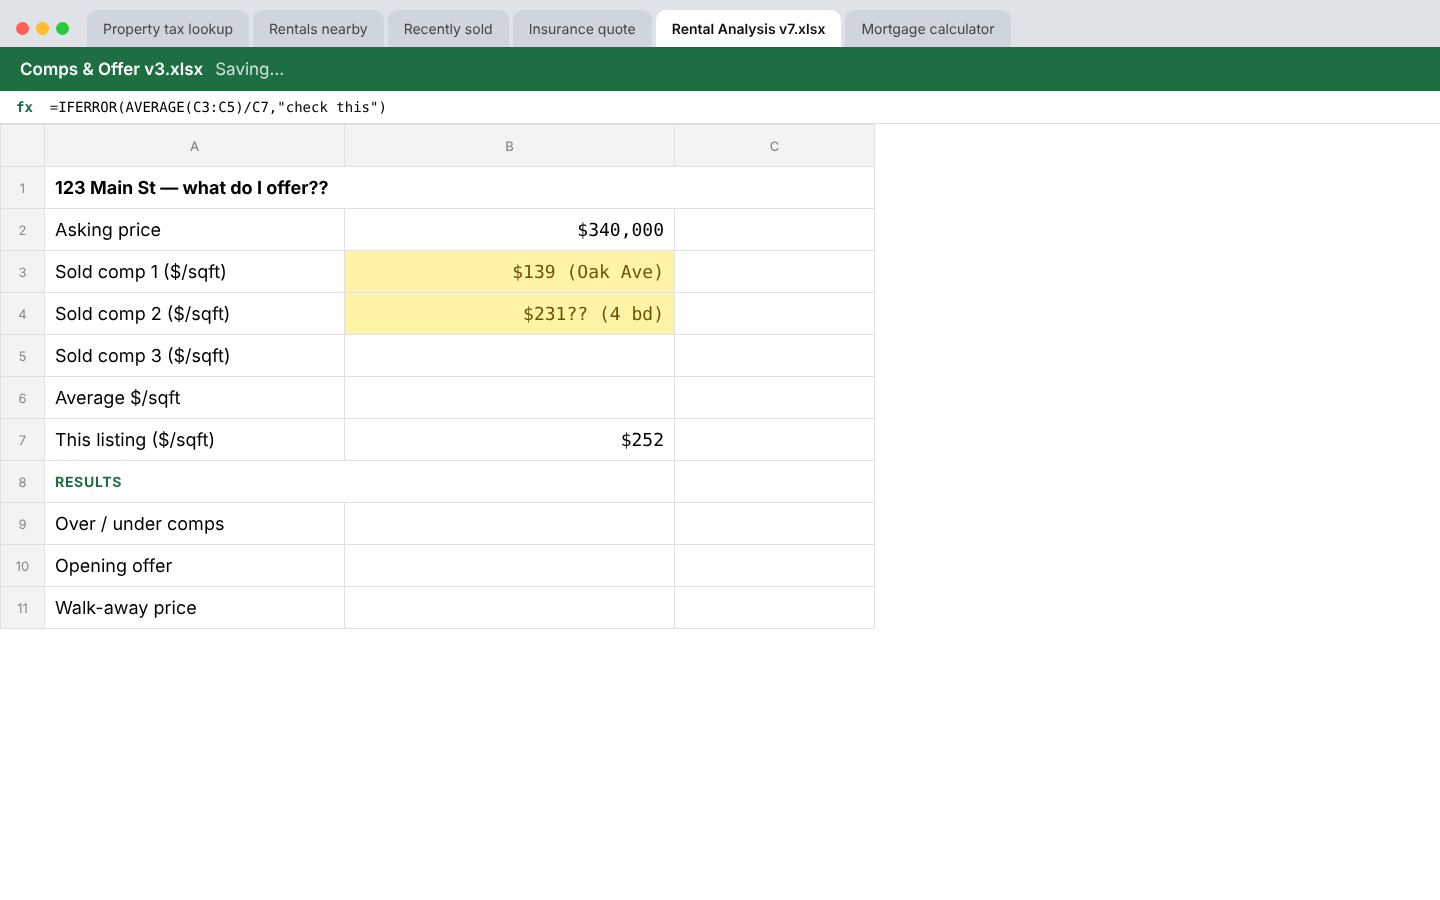 Property tax lookup Rentals nearby Recently sold Insurance quote Rental Analysis v7.xlsx Mortgage calculator
Comps & Offer v3.xlsx Saving...
fx =IFERROR(AVERAGE(C3:C5)/C7,"check this")
A B C
1 123 Main St — what do I offer??
2 Asking price $340,000
3 Sold comp 1 ($/sqft) $139 (Oak Ave)
4 Sold comp 2 ($/sqft) $231?? (4 bd)
5 Sold comp 3 ($/sqft)
6 Average $/sqft
7 This listing ($/sqft) $252
8 RESULTS
9 Over / under comps
10 Opening offer
11 Walk-away price